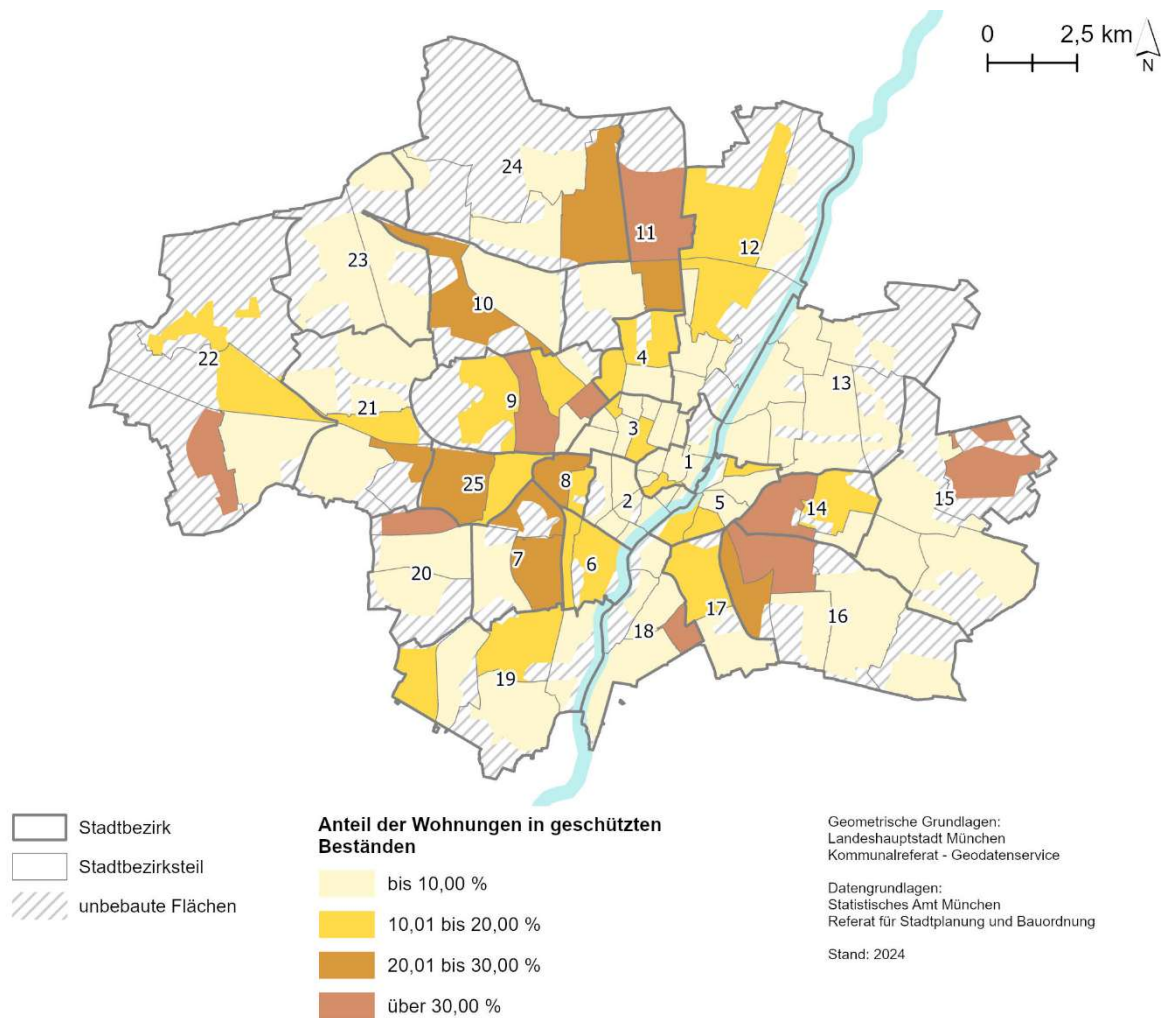 0 2,5 km
N
24
11
12
23
10
4
22
13
9
21
3
1
8
25
2
15
5
14
7
6
20
17
16
18
19
Stadtbezirk
Stadtbezirksteil
unbebaute Flächen
Anteil der Wohnungen in geschützten
Beständen
bis 10,00 %
10,01 bis 20,00 %
20,01 bis 30,00 %
über 30,00 %
Geometrische Grundlagen:
Landeshauptstadt München
Kommunalreferat - Geodatenservice
Datengrundlagen:
Statistisches Amt München
Referat für Stadtplanung und Bauordnung
Stand: 2024